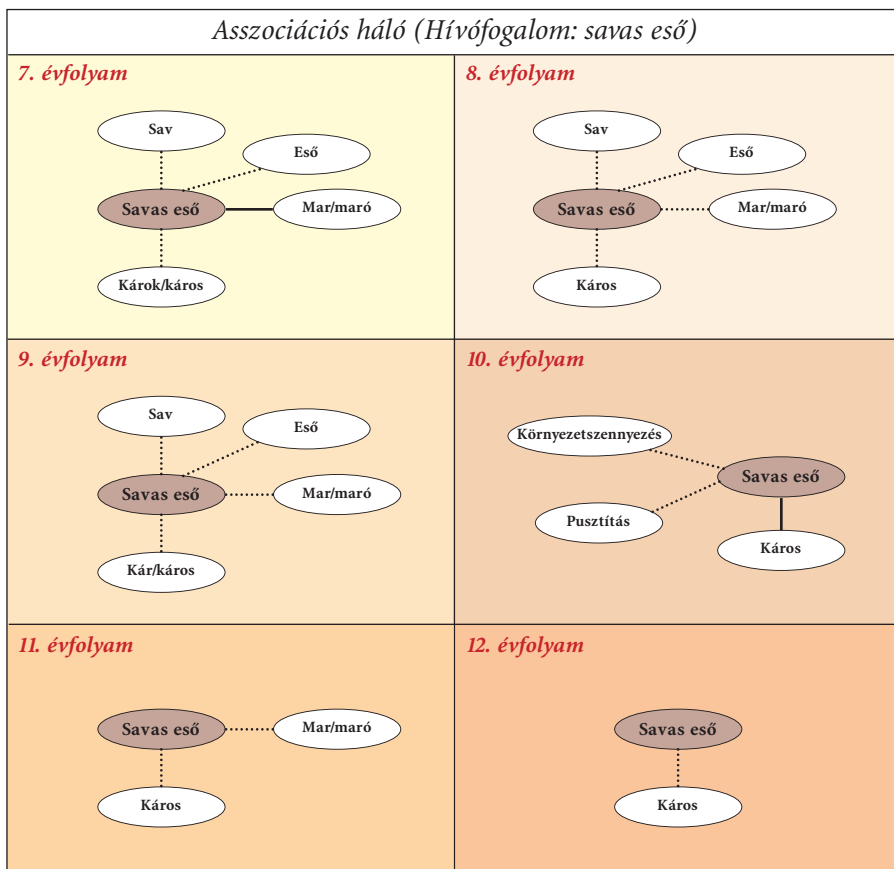 Asszociációs háló (Hívófogalom: savas eső)
7. évfolyam
Sav
Eső
Savas eső
Mar/maró
Károk/káros
8. évfolyam
Sav
Eső
Savas eső
Mar/maró
Káros
9. évfolyam
Sav
Eső
Savas eső
Mar/maró
Kár/káros
10. évfolyam
Környezetszennyezés
Savas eső
Pusztítás
Káros
11. évfolyam
Savas eső
Mar/maró
Káros
12. évfolyam
Savas eső
Káros